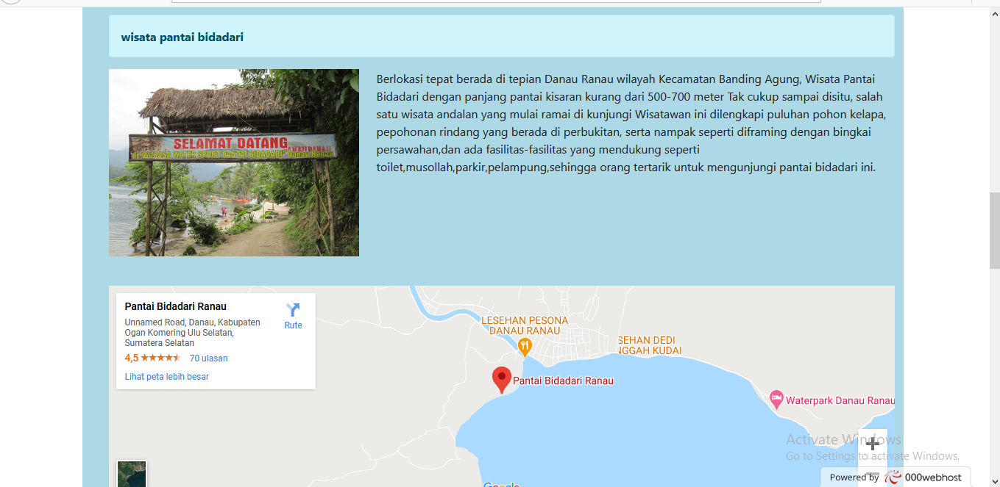 wisata pantai bidadari
SELAMAT DATANG
di "WAHANA WATER SPORT PANTAI BIDADARI" Danau Ranau
Berlokasi tepat berada di tepian Danau Ranau wilayah Kecamatan Banding Agung, Wisata Pantai
Bidadari dengan panjang pantai kisaran kurang dari 500-700 meter Tak cukup sampai disitu, salah
satu wisata andalan yang mulai ramai di kunjungi Wisatawan ini dilengkapi puluhan pohon kelapa,
pepohonan rindang yang berada di perbukitan, serta nampak seperti diframing dengan bingkai
persawahan,dan ada fasilitas-fasilitas yang mendukung seperti
toilet,musollah,parkir,pelampung,sehingga orang tertarik untuk mengunjungi pantai bidadari ini.
Pantai Bidadari Ranau
Unnamed Road, Danau, Kabupaten
Ogan Komering Ulu Selatan,
Sumatera Selatan
4,5 70 ulasan
Lihat peta lebih besar
Rute
LESEHAN PESONA
DANAU RANAU
SEHAN DEDI
NGGAH KUDAI
Pantai Bidadari Ranau
Waterpark Danau Ranau
Activate Windows
Go to Settings to activate Windows.
Powered by 000webhost
Google